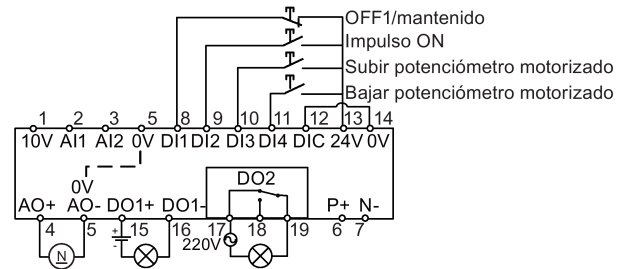 OFF1/mantenido
Impulso ON
Subir potenciómetro motorizado
Bajar potenciómetro motorizado
1 2 3 5 8 9 10 11 12 13 14
10V AI1 AI2 0V DI1 DI2 DI3 DI4 DIC 24V 0V
0V
DO2
AO+ AO- DO1+ DO1- P+ N-
4 5 15 16 17 18 19 6 7
+
-
220V
N